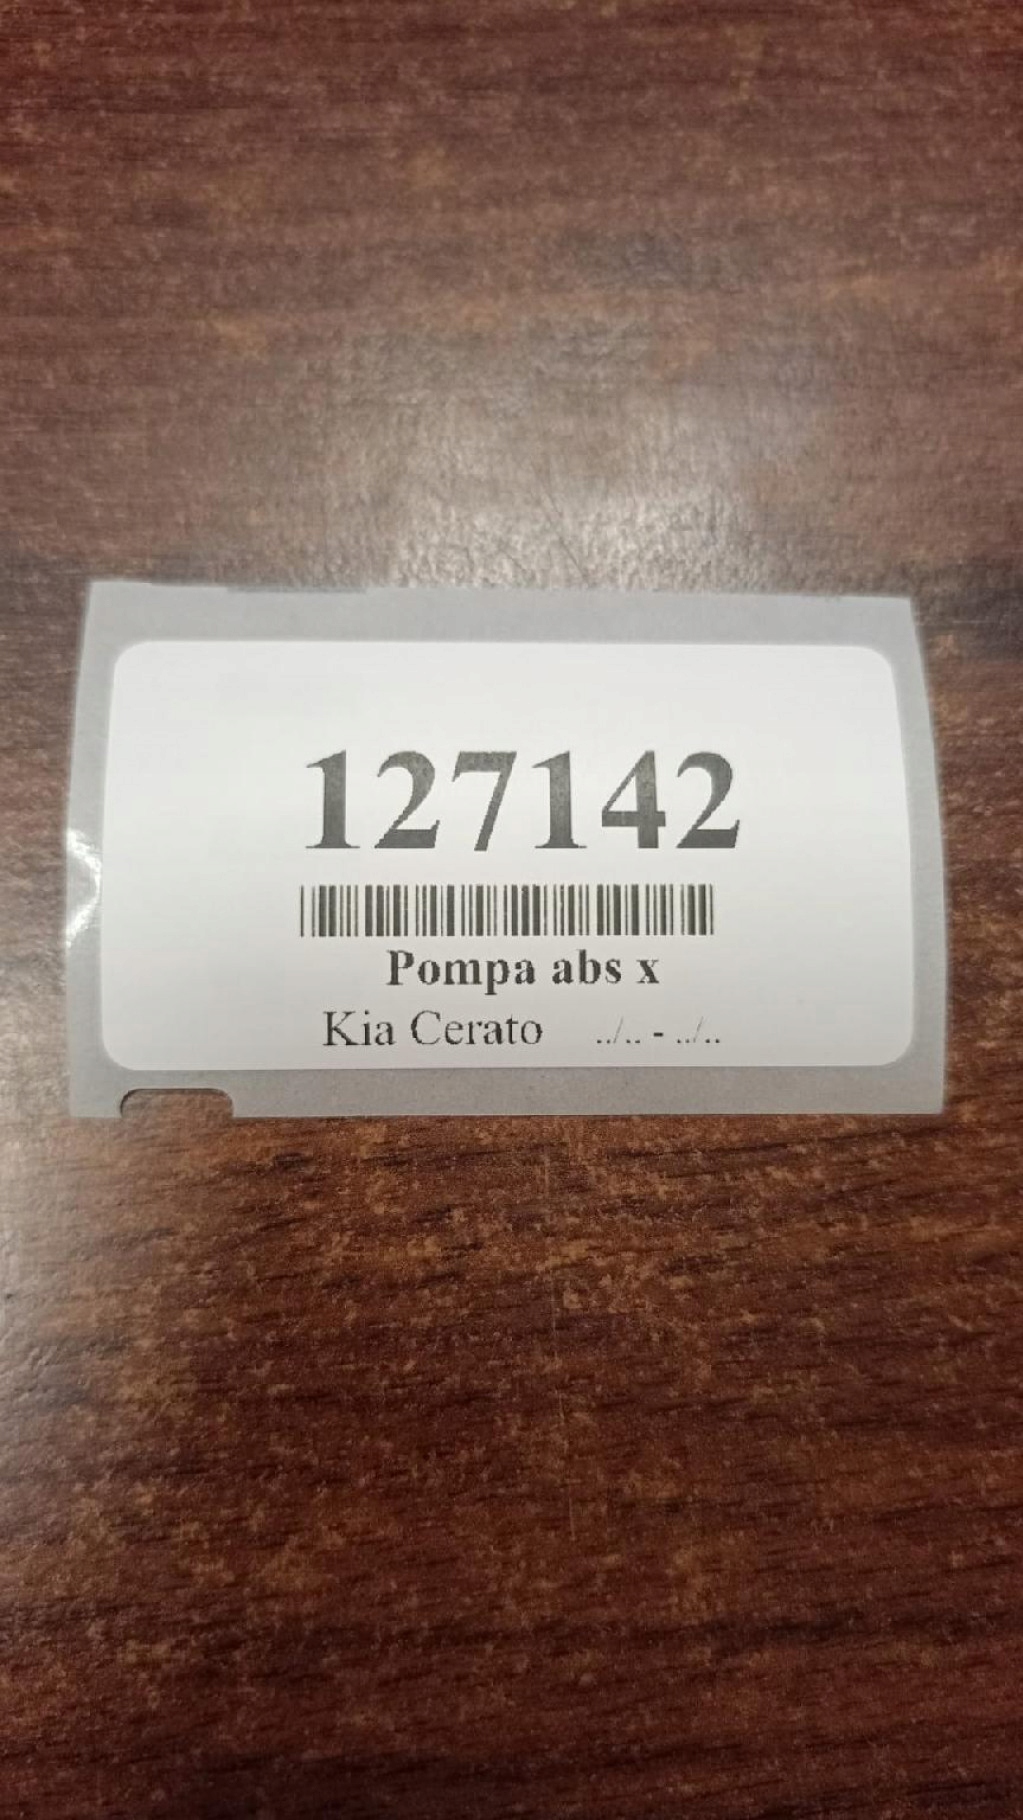 127142
Pompa abs x
Kia Cerato ../.. - ../..